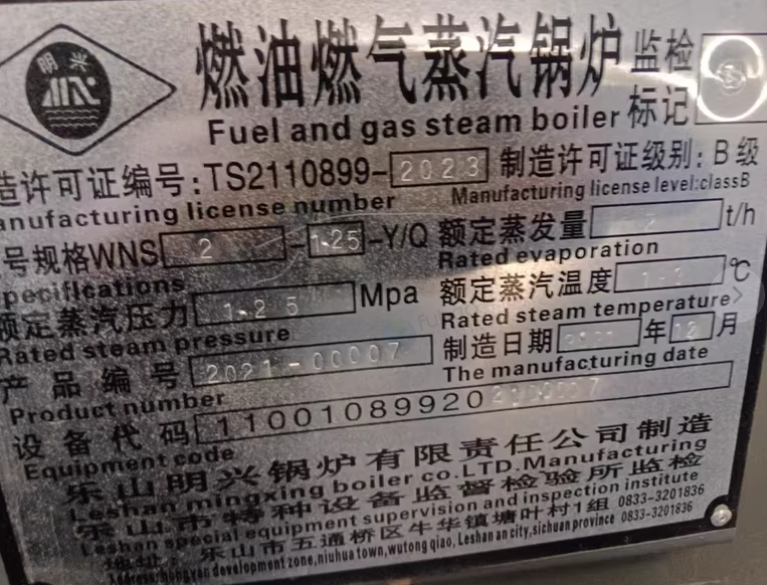 明兴
燃油燃气蒸汽锅炉 监检
Fuel and gas steam boiler 标记
造许可证编号:TS2110899-2023 制造许可证级别:B级
anufacturing license number Manufacturing license level:classB
号规格WNS 2 -1.25-Y/Q 额定蒸发量 2 t/h
pecifications Rated evaporation
额定蒸汽压力 1.25 Mpa 额定蒸汽温度 ℃
Rated steam pressure Rated steam temperature
产品编号 2021-00007 制造日期 2021 年 12 月
Product number The manufacturing date
设备代码 11001089920
Equipment code
乐山明兴锅炉有限责任公司制造
Leshan mingxing boiler co.LTD.Manufacturing
乐山市特种设备监督检验所监检
Leshan special equipment supervision and inspection institute
地址:乐山市五通桥区牛华镇塘叶村1组 0833-3201836
development zone,niuhua town,wutong qiao,Leshan an city,sichuan province 0833-3201836